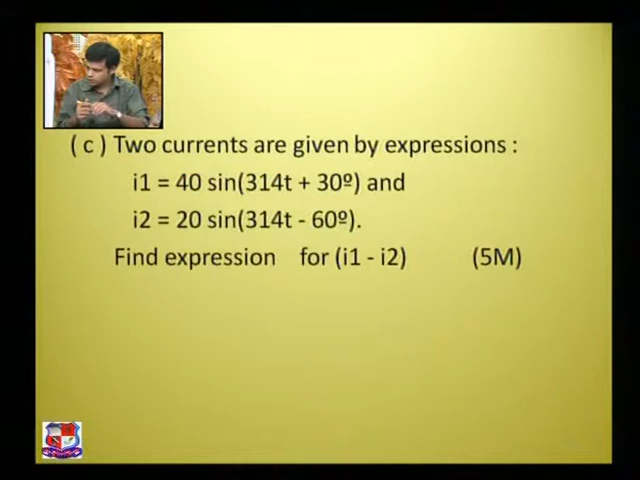 ( c ) Two currents are given by expressions :
i1 = 40 sin(314t + 30º) and
i2 = 20 sin(314t - 60º).
Find expression for (i1 - i2) (5M)